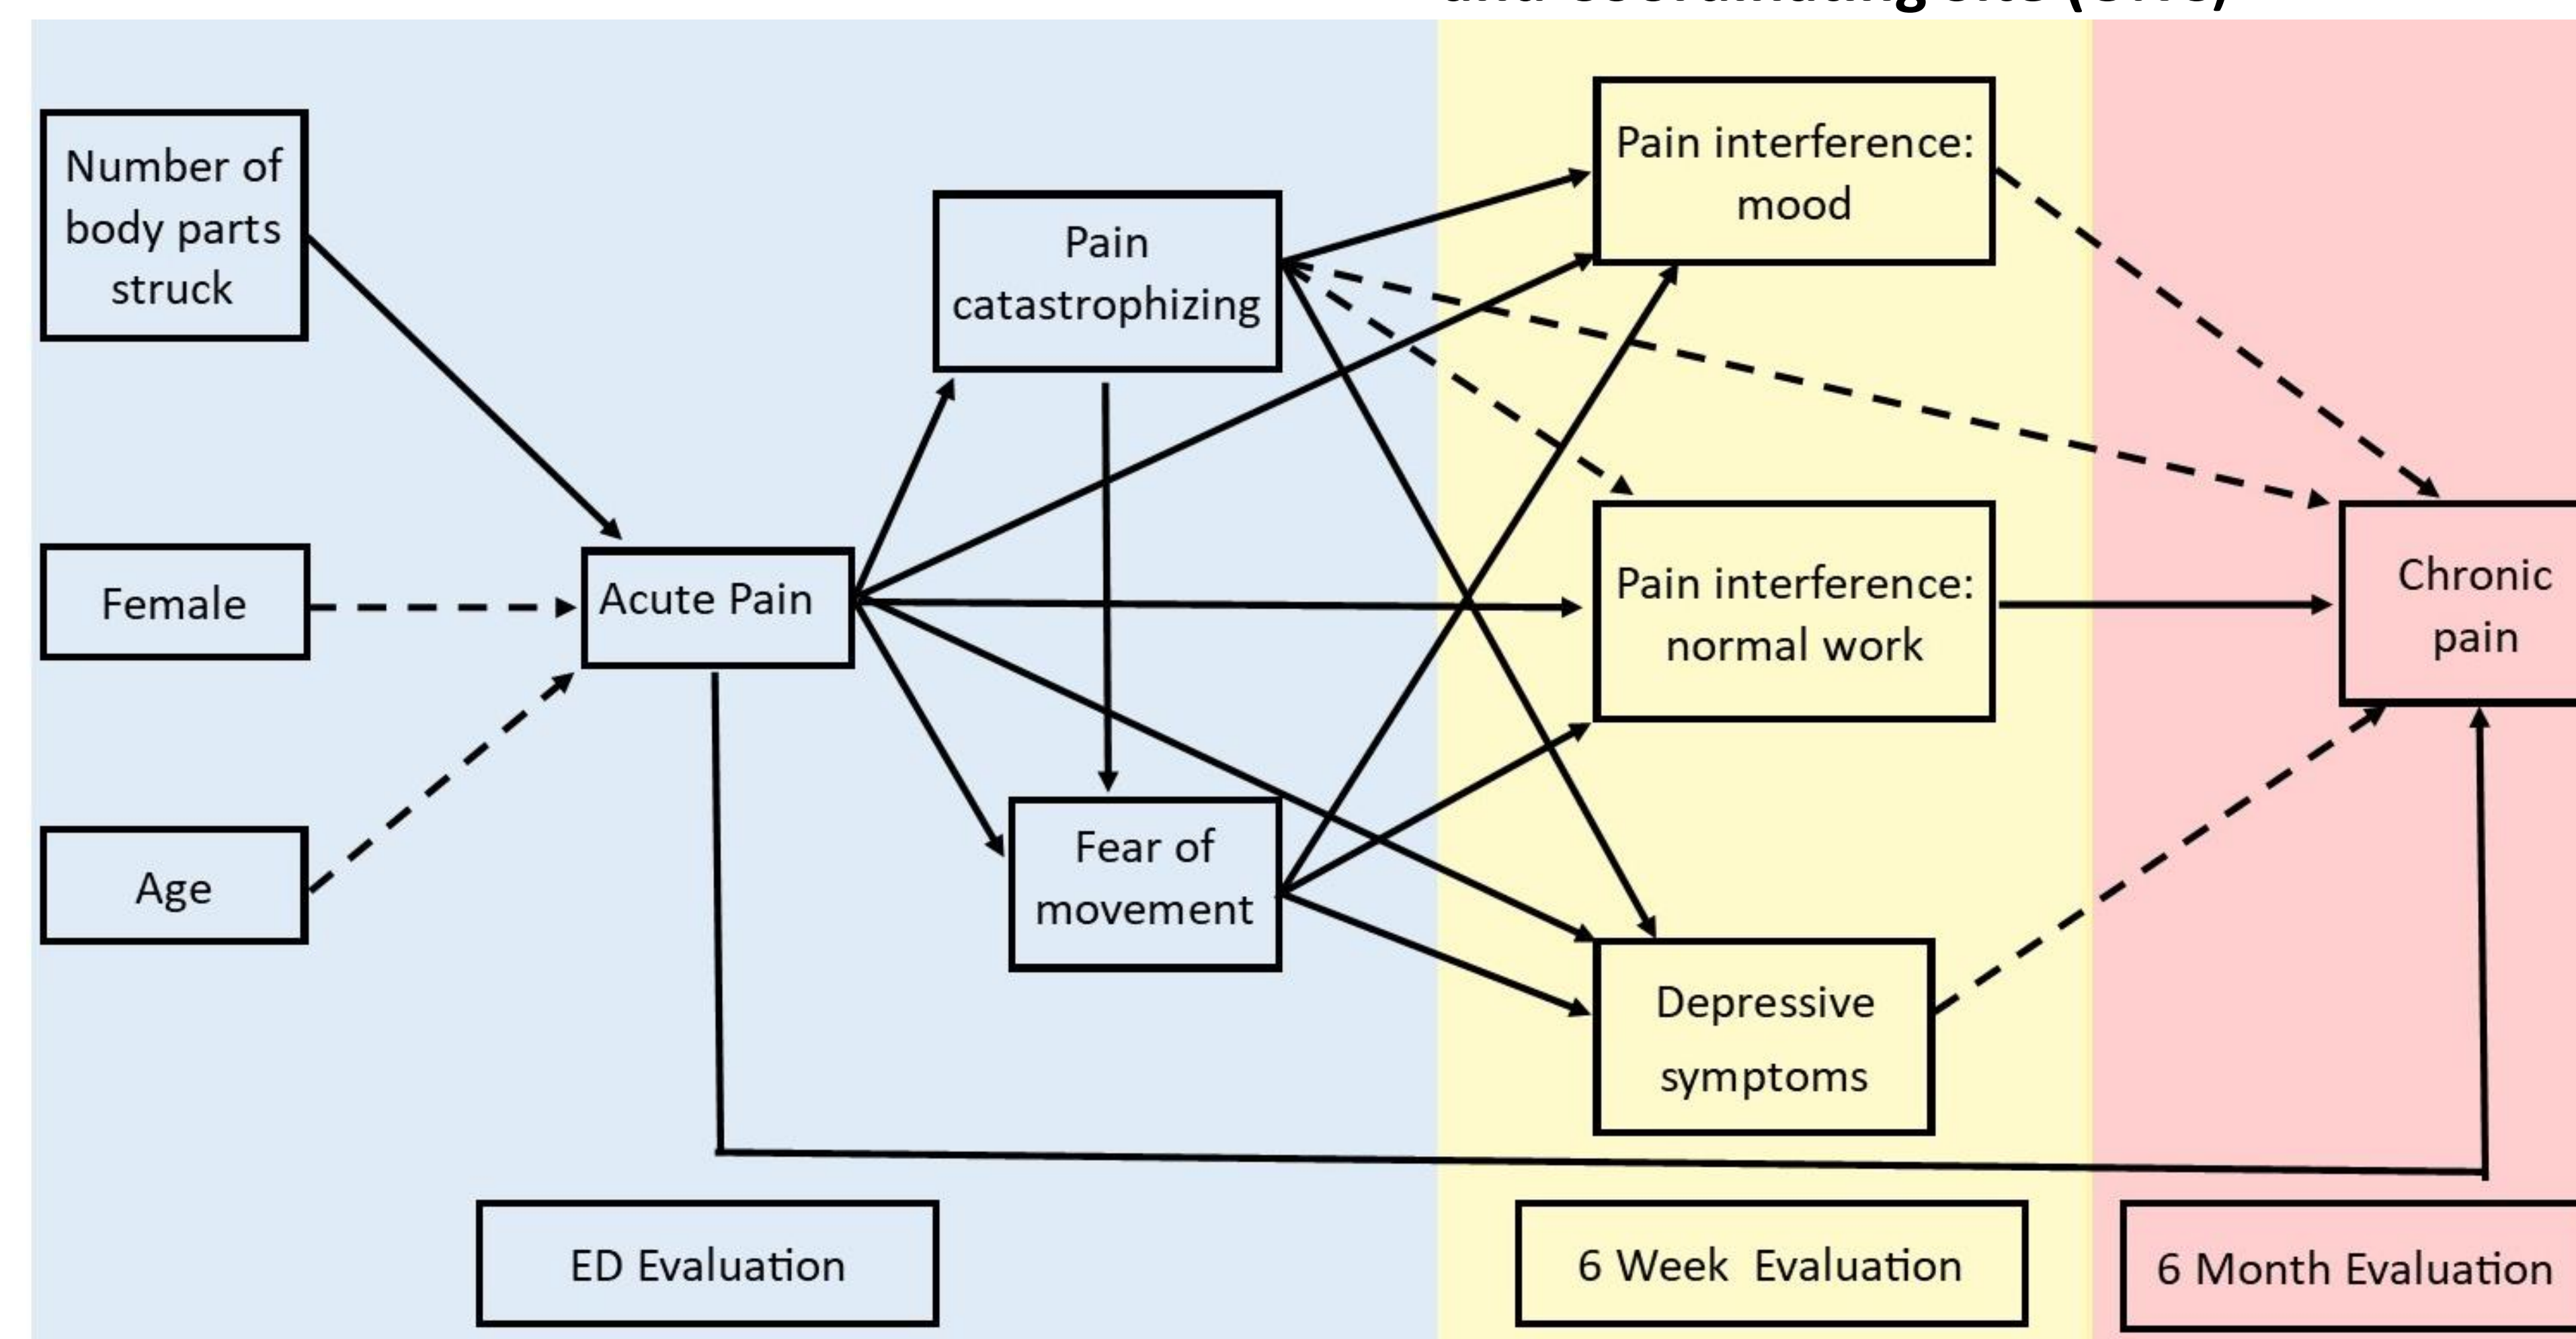 Number of
body parts
struck
Female
Age
Acute Pain
Pain
catastrophizing
Fear of
movement
Pain interference:
mood
Pain interference:
normal work
Depressive
symptoms
Chronic
pain
ED Evaluation
6 Week  Evaluation
6 Month Evaluation